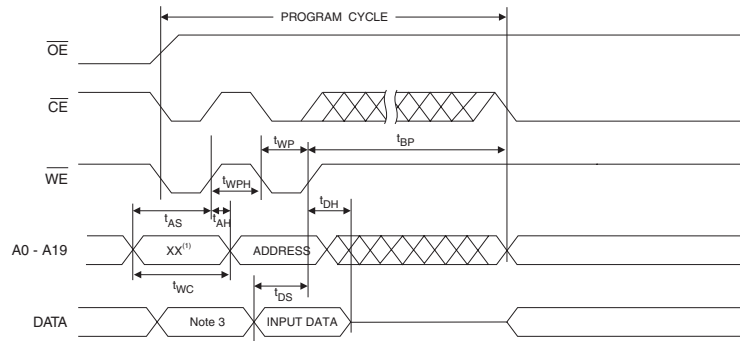 PROGRAM CYCLE
OE
CE
tWP
tBP
WE
tWPH
tDH
tAS
tAH
A0 - A19
XX(1)
ADDRESS
tWC
tDS
DATA
Note 3
INPUT DATA